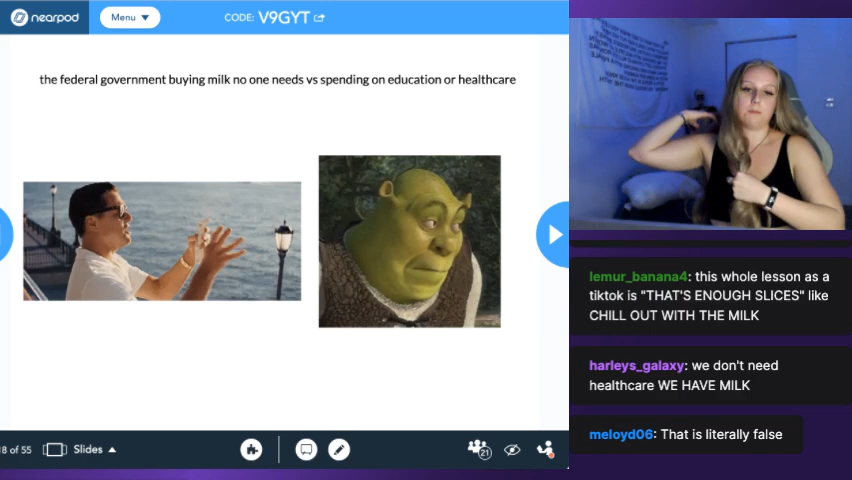 nearpod
Menu ▼
CODE: V9GYT
the federal government buying milk no one needs vs spending on education or healthcare
18 of 55
Slides
21
lemur_banana4: this whole lesson as a
tiktok is "THAT'S ENOUGH SLICES" like
CHILL OUT WITH THE MILK
harleys_galaxy: we don't need
healthcare WE HAVE MILK
meloyd06: That is literally false